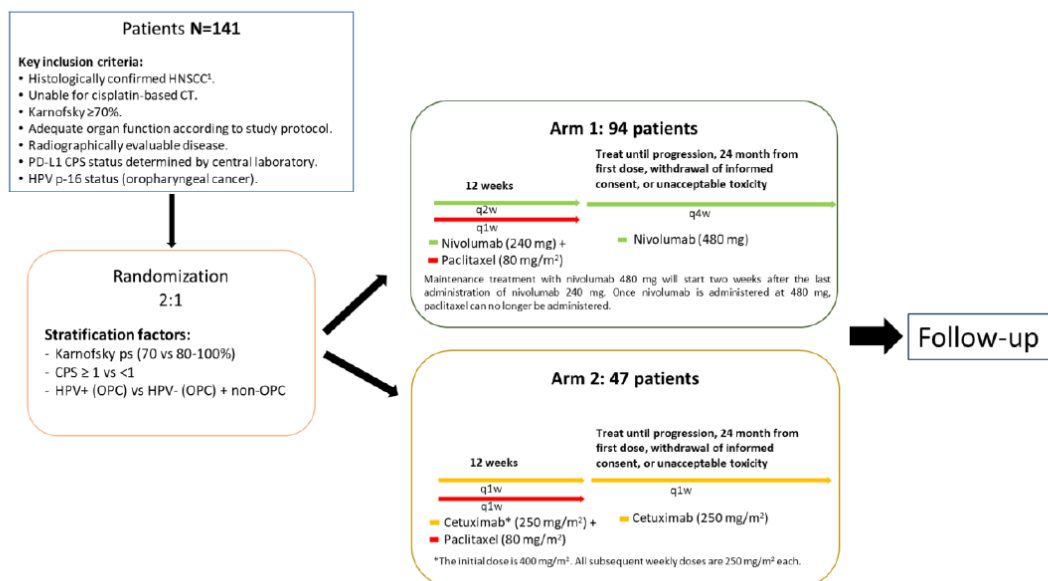 Patients N=141
Key inclusion criteria:
• Histologically confirmed HNSCC¹.
• Unable for cisplatin-based CT.
• Karnofsky ≥70%.
• Adequate organ function according to study protocol.
• Radiographically evaluable disease.
• PD-L1 CPS status determined by central laboratory.
• HPV p-16 status (oropharyngeal cancer).
Randomization
2:1
Stratification factors:
- Karnofsky ps (70 vs 80-100%)
- CPS ≥ 1 vs <1
- HPV+ (OPC) vs HPV- (OPC) + non-OPC
Arm 1: 94 patients
Treat until progression, 24 month from
first dose, withdrawal of informed
consent, or unacceptable toxicity
12 weeks
q2w
q4w
q1w
Nivolumab (240 mg) +
Nivolumab (480 mg)
Paclitaxel (80 mg/m²)
Maintenance treatment with nivolumab 480 mg will start two weeks after the last
administration of nivolumab 240 mg. Once nivolumab is administered at 480 mg,
paclitaxel can no longer be administered.
Arm 2: 47 patients
Treat until progression, 24 month from
first dose, withdrawal of informed
consent, or unacceptable toxicity
12 weeks
q1w
q1w
q1w
Cetuximab* (250 mg/m²) +
Cetuximab (250 mg/m²)
Paclitaxel (80 mg/m²)
*The initial dose is 400 mg/m². All subsequent weekly doses are 250 mg/m² each.
Follow-up